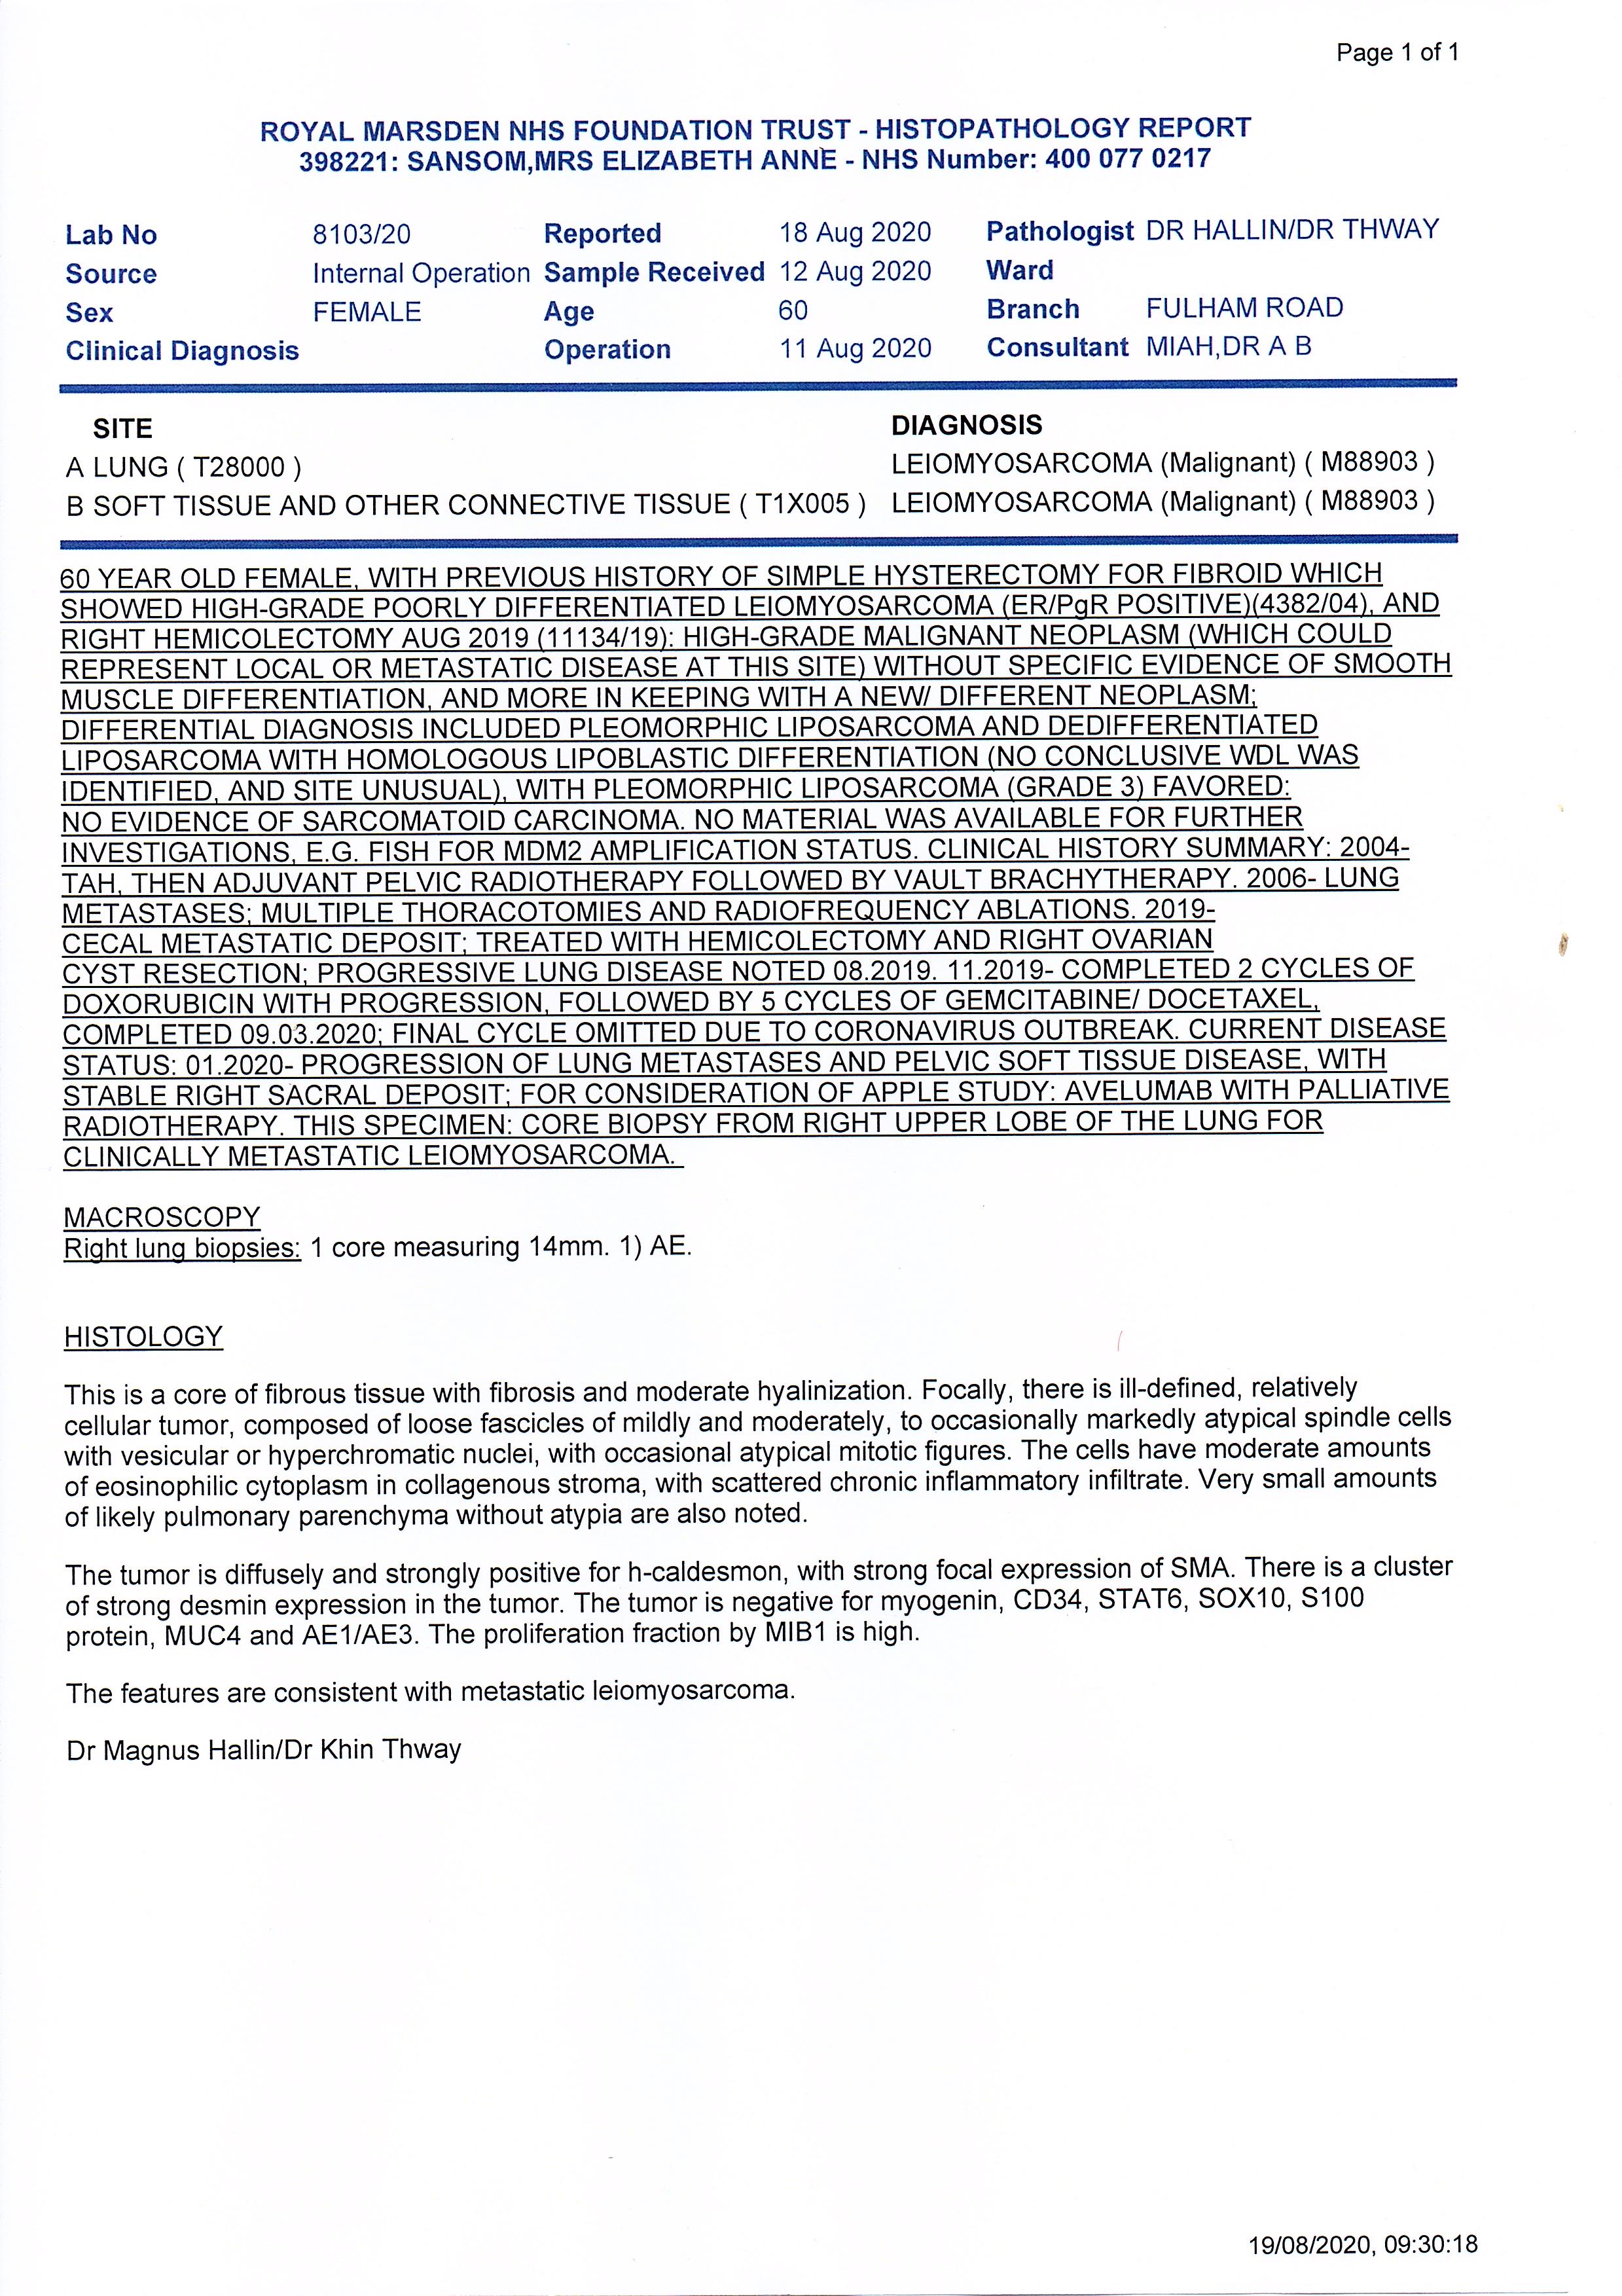 Page 1 of 1
ROYAL MARSDEN NHS FOUNDATION TRUST - HISTOPATHOLOGY REPORT
398221: SANSOM,MRS ELIZABETH ANNE - NHS Number: 400 077 0217
Lab No 8103/20 Reported 18 Aug 2020 Pathologist DR HALLIN/DR THWAY
Source Internal Operation Sample Received 12 Aug 2020 Ward
Sex FEMALE Age 60 Branch FULHAM ROAD
Clinical Diagnosis Operation 11 Aug 2020 Consultant MIAH,DR A B
SITE DIAGNOSIS
A LUNG ( T28000 ) LEIOMYOSARCOMA (Malignant) ( M88903 )
B SOFT TISSUE AND OTHER CONNECTIVE TISSUE ( T1X005 ) LEIOMYOSARCOMA (Malignant) ( M88903 )
60 YEAR OLD FEMALE, WITH PREVIOUS HISTORY OF SIMPLE HYSTERECTOMY FOR FIBROID WHICH
SHOWED HIGH-GRADE POORLY DIFFERENTIATED LEIOMYOSARCOMA (ER/PgR POSITIVE)(4382/04), AND
RIGHT HEMICOLECTOMY AUG 2019 (11134/19): HIGH-GRADE MALIGNANT NEOPLASM (WHICH COULD
REPRESENT LOCAL OR METASTATIC DISEASE AT THIS SITE) WITHOUT SPECIFIC EVIDENCE OF SMOOTH
MUSCLE DIFFERENTIATION, AND MORE IN KEEPING WITH A NEW/ DIFFERENT NEOPLASM;
DIFFERENTIAL DIAGNOSIS INCLUDED PLEOMORPHIC LIPOSARCOMA AND DEDIFFERENTIATED
LIPOSARCOMA WITH HOMOLOGOUS LIPOBLASTIC DIFFERENTIATION (NO CONCLUSIVE WDL WAS
IDENTIFIED, AND SITE UNUSUAL), WITH PLEOMORPHIC LIPOSARCOMA (GRADE 3) FAVORED:
NO EVIDENCE OF SARCOMATOID CARCINOMA. NO MATERIAL WAS AVAILABLE FOR FURTHER
INVESTIGATIONS, E.G. FISH FOR MDM2 AMPLIFICATION STATUS. CLINICAL HISTORY SUMMARY: 2004-
TAH, THEN ADJUVANT PELVIC RADIOTHERAPY FOLLOWED BY VAULT BRACHYTHERAPY. 2006- LUNG
METASTASES; MULTIPLE THORACOTOMIES AND RADIOFREQUENCY ABLATIONS. 2019-
CECAL METASTATIC DEPOSIT; TREATED WITH HEMICOLECTOMY AND RIGHT OVARIAN
CYST RESECTION; PROGRESSIVE LUNG DISEASE NOTED 08.2019. 11.2019- COMPLETED 2 CYCLES OF
DOXORUBICIN WITH PROGRESSION, FOLLOWED BY 5 CYCLES OF GEMCITABINE/ DOCETAXEL,
COMPLETED 09.03.2020; FINAL CYCLE OMITTED DUE TO CORONAVIRUS OUTBREAK. CURRENT DISEASE
STATUS: 01.2020- PROGRESSION OF LUNG METASTASES AND PELVIC SOFT TISSUE DISEASE, WITH
STABLE RIGHT SACRAL DEPOSIT; FOR CONSIDERATION OF APPLE STUDY: AVELUMAB WITH PALLIATIVE
RADIOTHERAPY. THIS SPECIMEN: CORE BIOPSY FROM RIGHT UPPER LOBE OF THE LUNG FOR
CLINICALLY METASTATIC LEIOMYOSARCOMA.
MACROSCOPY
Right lung biopsies: 1 core measuring 14mm. 1) AE.
HISTOLOGY
This is a core of fibrous tissue with fibrosis and moderate hyalinization. Focally, there is ill-defined, relatively
cellular tumor, composed of loose fascicles of mildly and moderately, to occasionally markedly atypical spindle cells
with vesicular or hyperchromatic nuclei, with occasional atypical mitotic figures. The cells have moderate amounts
of eosinophilic cytoplasm in collagenous stroma, with scattered chronic inflammatory infiltrate. Very small amounts
of likely pulmonary parenchyma without atypia are also noted.
The tumor is diffusely and strongly positive for h-caldesmon, with strong focal expression of SMA. There is a cluster
of strong desmin expression in the tumor. The tumor is negative for myogenin, CD34, STAT6, SOX10, S100
protein, MUC4 and AE1/AE3. The proliferation fraction by MIB1 is high.
The features are consistent with metastatic leiomyosarcoma.
Dr Magnus Hallin/Dr Khin Thway
19/08/2020, 09:30:18